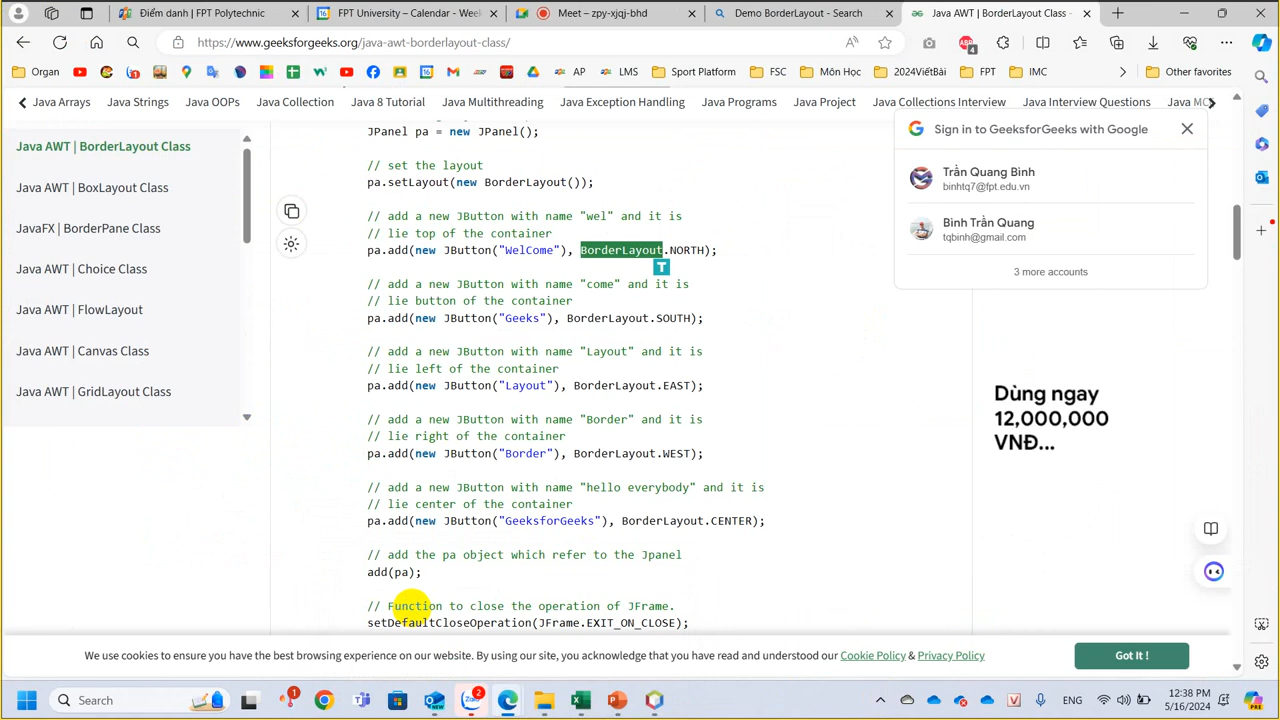 Điểm danh | FPT Polytechnic
FPT University – Calendar - Week
Meet – zpy-xjqj-bhd
Demo BorderLayout - Search
Java AWT | BorderLayout Class -
https://www.geeksforgeeks.org/java-awt-borderlayout-class/
Organ
AP
LMS
Sport Platform
FSC
Môn Học
2024ViếtBài
FPT
IMC
Other favorites
Java Arrays
Java Strings
Java OOPs
Java Collection
Java 8 Tutorial
Java Multithreading
Java Exception Handling
Java Programs
Java Project
Java Collections Interview
Java Interview Questions
Java MC
Java AWT | BorderLayout Class
Java AWT | BoxLayout Class
JavaFX | BorderPane Class
Java AWT | Choice Class
Java AWT | FlowLayout
Java AWT | Canvas Class
Java AWT | GridLayout Class
JPanel pa = new JPanel();
// set the layout
pa.setLayout(new BorderLayout());
// add a new JButton with name "wel" and it is
// lie top of the container
pa.add(new JButton("WelCome"), BorderLayout.NORTH);
T
// add a new JButton with name "come" and it is
// lie button of the container
pa.add(new JButton("Geeks"), BorderLayout.SOUTH);
// add a new JButton with name "Layout" and it is
// lie left of the container
pa.add(new JButton("Layout"), BorderLayout.EAST);
// add a new JButton with name "Border" and it is
// lie right of the container
pa.add(new JButton("Border"), BorderLayout.WEST);
// add a new JButton with name "hello everybody" and it is
// lie center of the container
pa.add(new JButton("GeeksforGeeks"), BorderLayout.CENTER);
// add the pa object which refer to the Jpanel
add(pa);
// Function to close the operation of JFrame.
setDefaultCloseOperation(JFrame.EXIT_ON_CLOSE);
Sign in to GeeksforGeeks with Google
Trần Quang Bình
binhtq7@fpt.edu.vn
Bình Trần Quang
tqbinh@gmail.com
3 more accounts
Dùng ngay
12,000,000
VNĐ...
We use cookies to ensure you have the best browsing experience on our website. By using our site, you acknowledge that you have read and understood our Cookie Policy & Privacy Policy
Got It !
Search
1
2
ENG
12:38 PM
5/16/2024